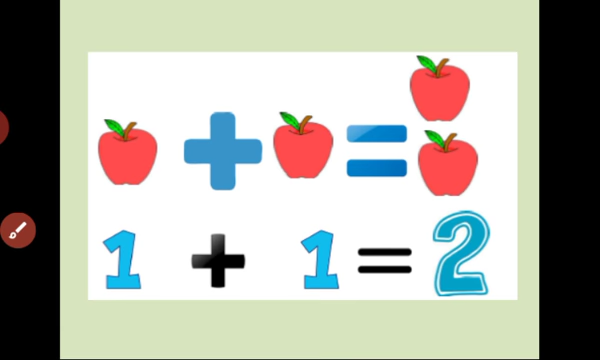 + =
1 + 1 = 2